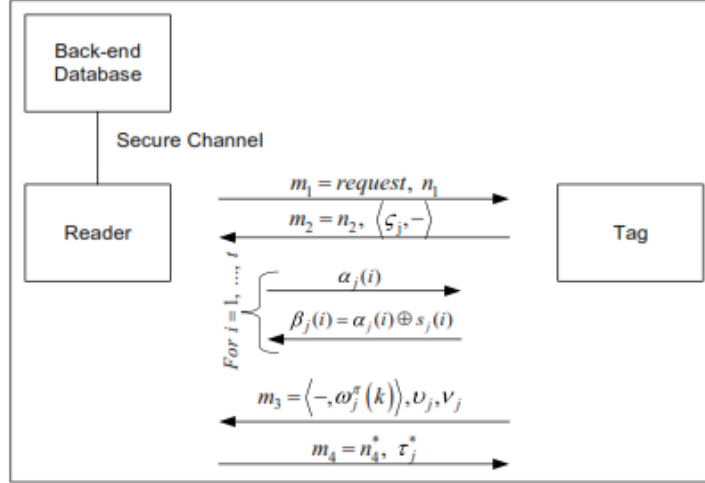 Back-end
Database
Secure Channel
Reader
Tag
m₁ = request, n₁
m₂ = n₂, ⟨ς_j, −⟩
For i = 1, ..., t
α_j(i)
β_j(i) = α_j(i) ⊕ s_j(i)
m₃ = ⟨−, ω_j^π(k)⟩, υ_j, ν_j
m₄ = n₄*, τ_j*